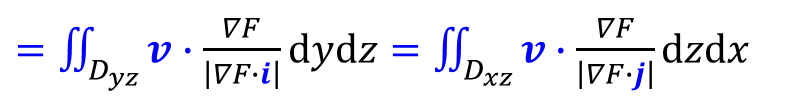 = ∬_{D_{yz}} v · ∇F/|∇F·i| dydz = ∬_{D_{xz}} v · ∇F/|∇F·j| dzdx